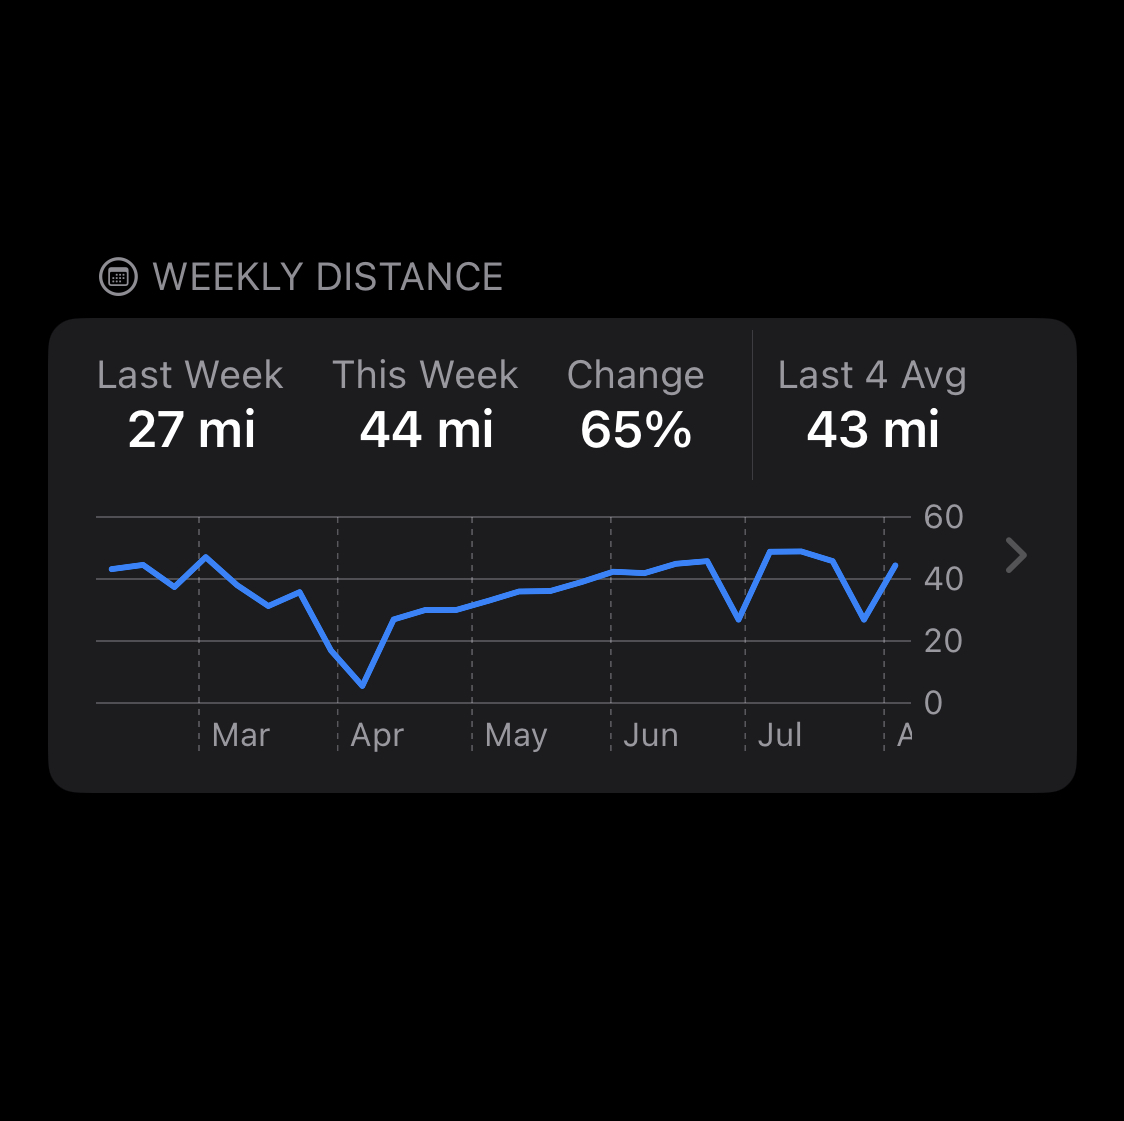 WEEKLY DISTANCE
Last Week This Week Change Last 4 Avg
27 mi 44 mi 65% 43 mi
60
40
20
0
Mar Apr May Jun Jul A